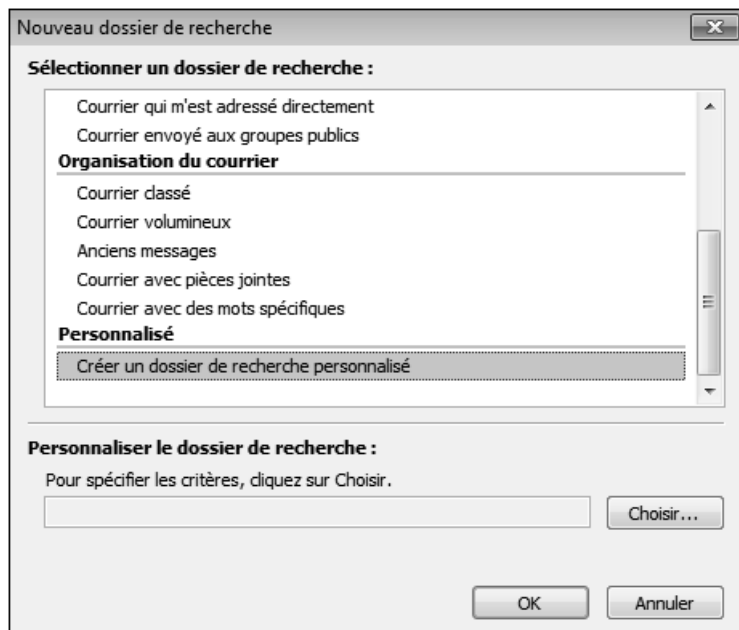 Nouveau dossier de recherche
Sélectionner un dossier de recherche :
Courrier qui m'est adressé directement
Courrier envoyé aux groupes publics
Organisation du courrier
Courrier classé
Courrier volumineux
Anciens messages
Courrier avec pièces jointes
Courrier avec des mots spécifiques
Personnalisé
Créer un dossier de recherche personnalisé
Personnaliser le dossier de recherche :
Pour spécifier les critères, cliquez sur Choisir.
Choisir...
OK Annuler